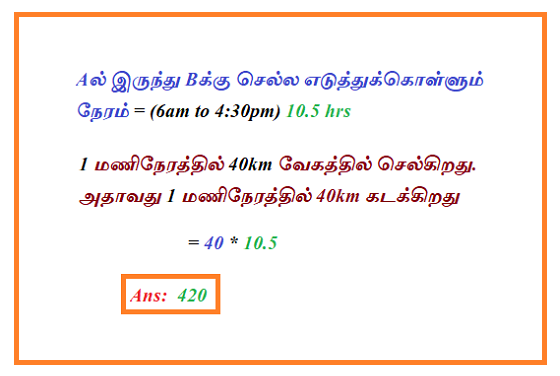 Aல் இருந்து Bக்கு செல்ல எடுத்துக்கொள்ளும்
நேரம் = (6am to 4:30pm) 10.5 hrs
1 மணிநேரத்தில் 40km வேகத்தில் செல்கிறது.
அதாவது 1 மணிநேரத்தில் 40km கடக்கிறது
= 40 * 10.5
Ans: 420